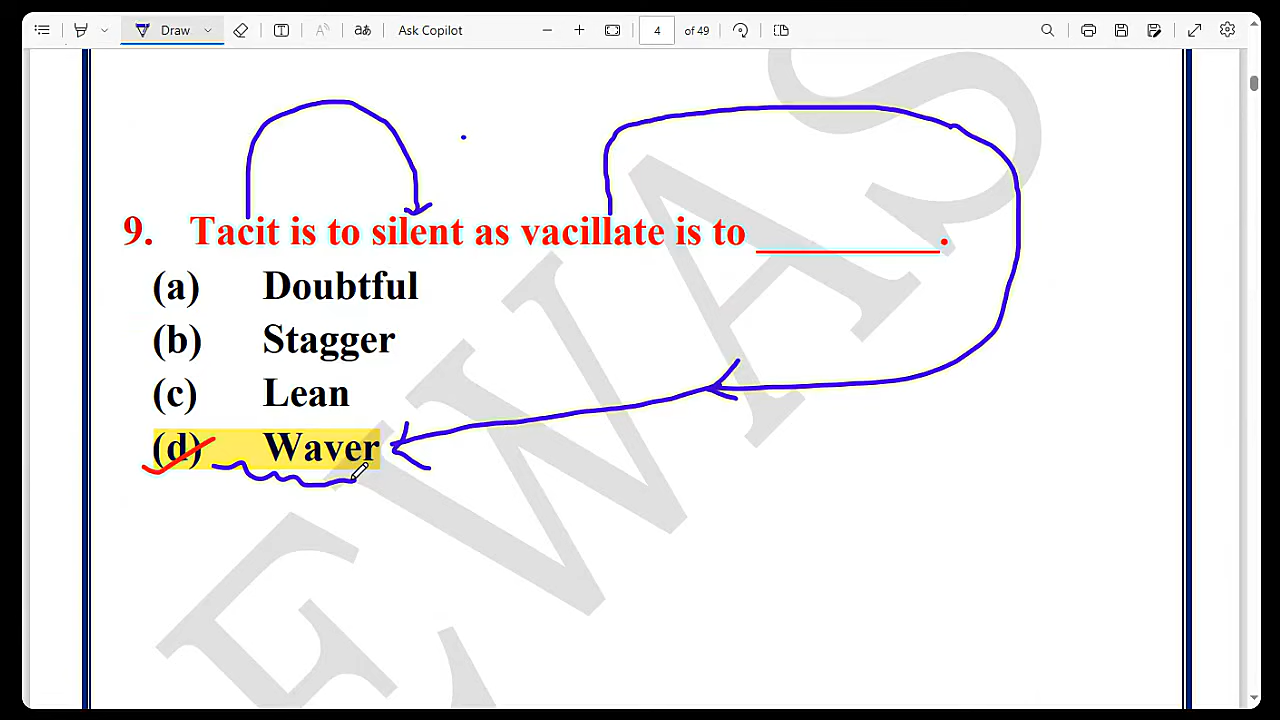 Draw Ask Copilot 4 of 49
9. Tacit is to silent as vacillate is to __________.
(a) Doubtful
(b) Stagger
(c) Lean
(d) Waver
EWAS